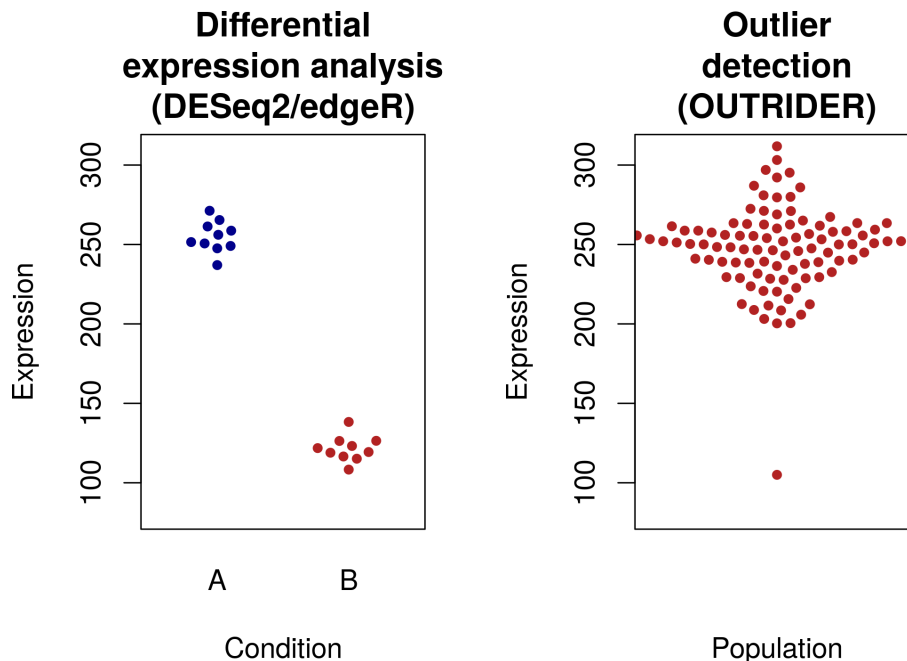 Differential
expression analysis
(DESeq2/edgeR)
Expression
300
250
200
150
100
A B
Condition
Outlier
detection
(OUTRIDER)
Expression
300
250
200
150
100
Population